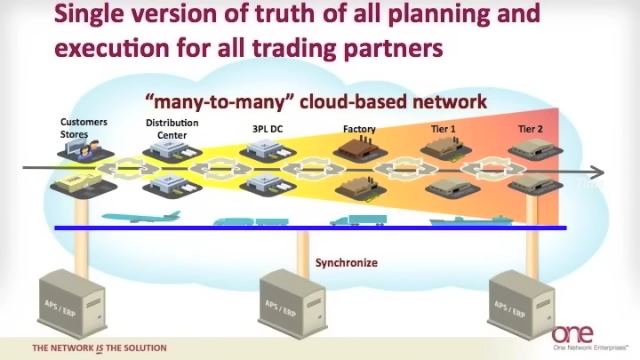 Single version of truth of all planning and
execution for all trading partners
“many-to-many” cloud-based network
Customers
Stores
Distribution
Center
3PL DC
Factory
Tier 1
Tier 2
Synchronize
APS / ERP
APS / ERP
APS / ERP
THE NETWORK IS THE SOLUTION
one
One Network Enterprises™